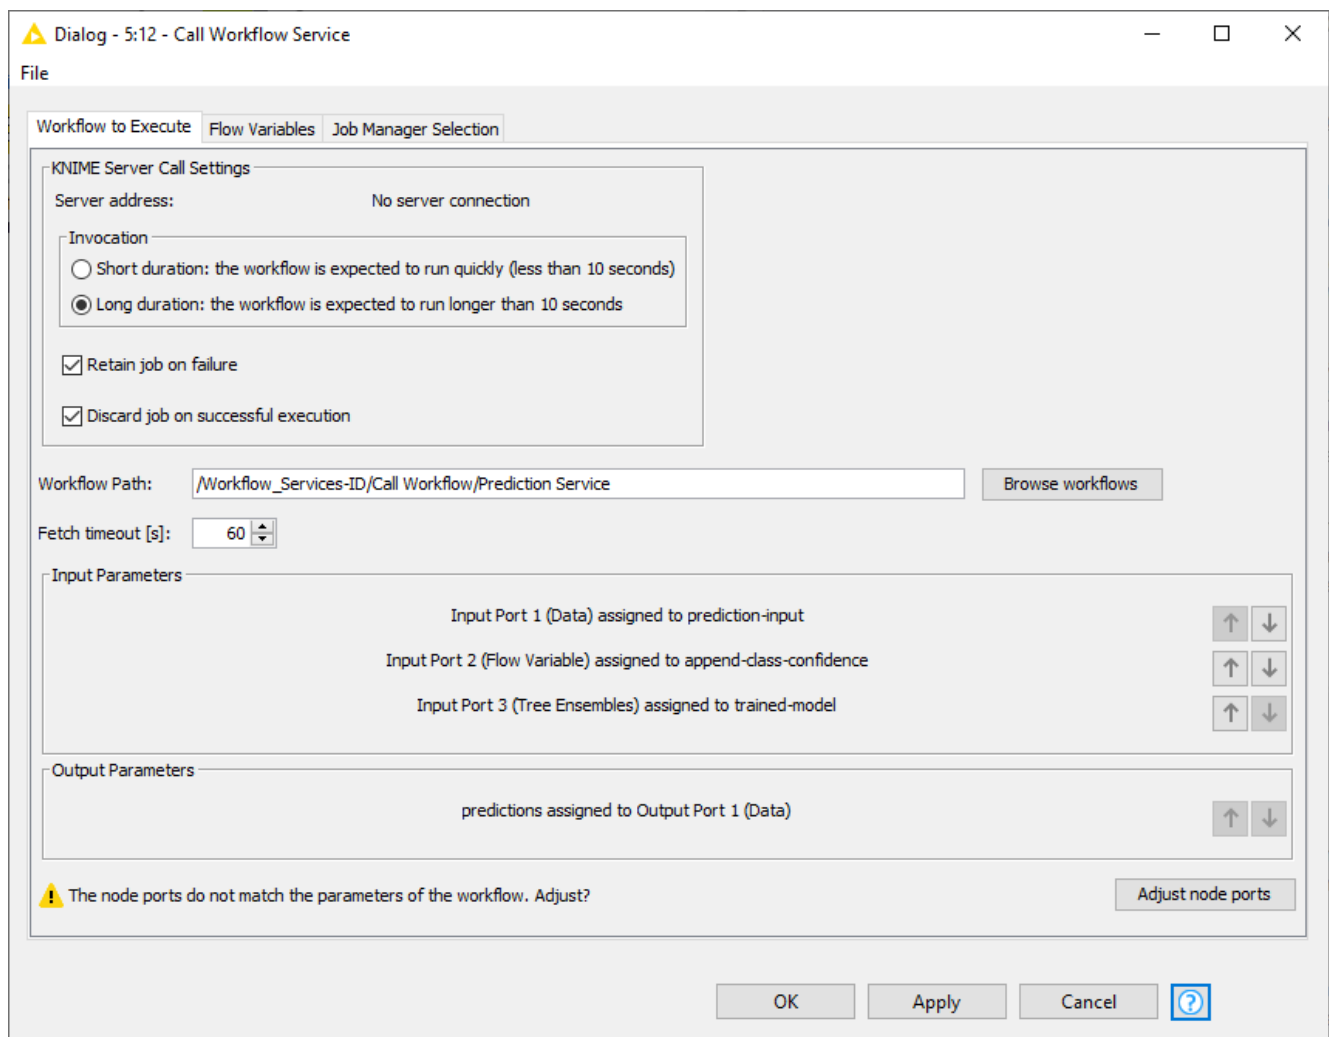 Dialog - 5:12 - Call Workflow Service
File
Workflow to Execute Flow Variables Job Manager Selection
KNIME Server Call Settings
Server address: No server connection
Invocation
Short duration: the workflow is expected to run quickly (less than 10 seconds)
Long duration: the workflow is expected to run longer than 10 seconds
Retain job on failure
Discard job on successful execution
Workflow Path: /Workflow_Services-ID/Call Workflow/Prediction Service Browse workflows
Fetch timeout [s]: 60
Input Parameters
Input Port 1 (Data) assigned to prediction-input
Input Port 2 (Flow Variable) assigned to append-class-confidence
Input Port 3 (Tree Ensembles) assigned to trained-model
Output Parameters
predictions assigned to Output Port 1 (Data)
The node ports do not match the parameters of the workflow. Adjust? Adjust node ports
OK Apply Cancel